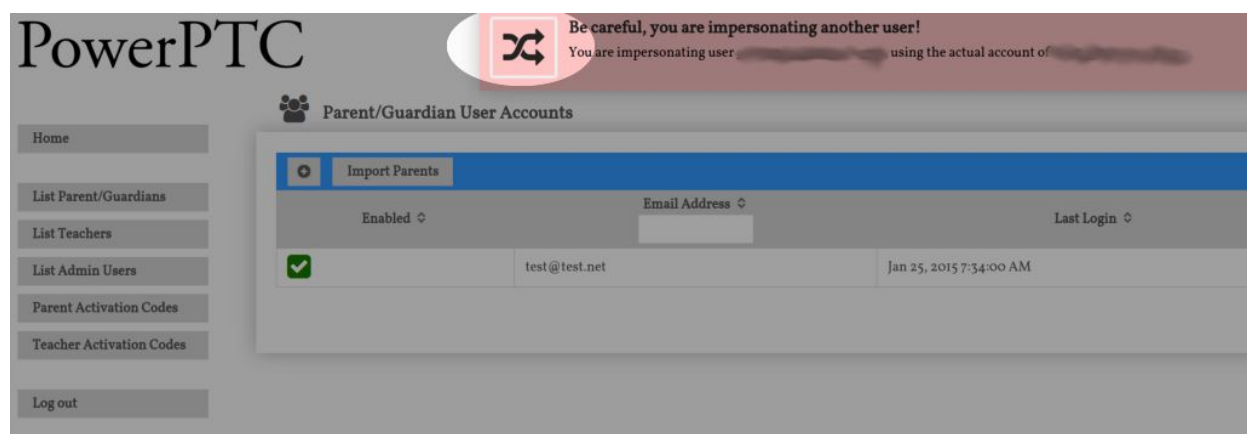 PowerPTC
Be careful, you are impersonating another user!
You are impersonating user using the actual account of
Parent/Guardian User Accounts
Home
Import Parents
List Parent/Guardians
Enabled
Email Address
Last Login
List Teachers
List Admin Users
test@test.net
Jan 25, 2015 7:34:00 AM
Parent Activation Codes
Teacher Activation Codes
Log out